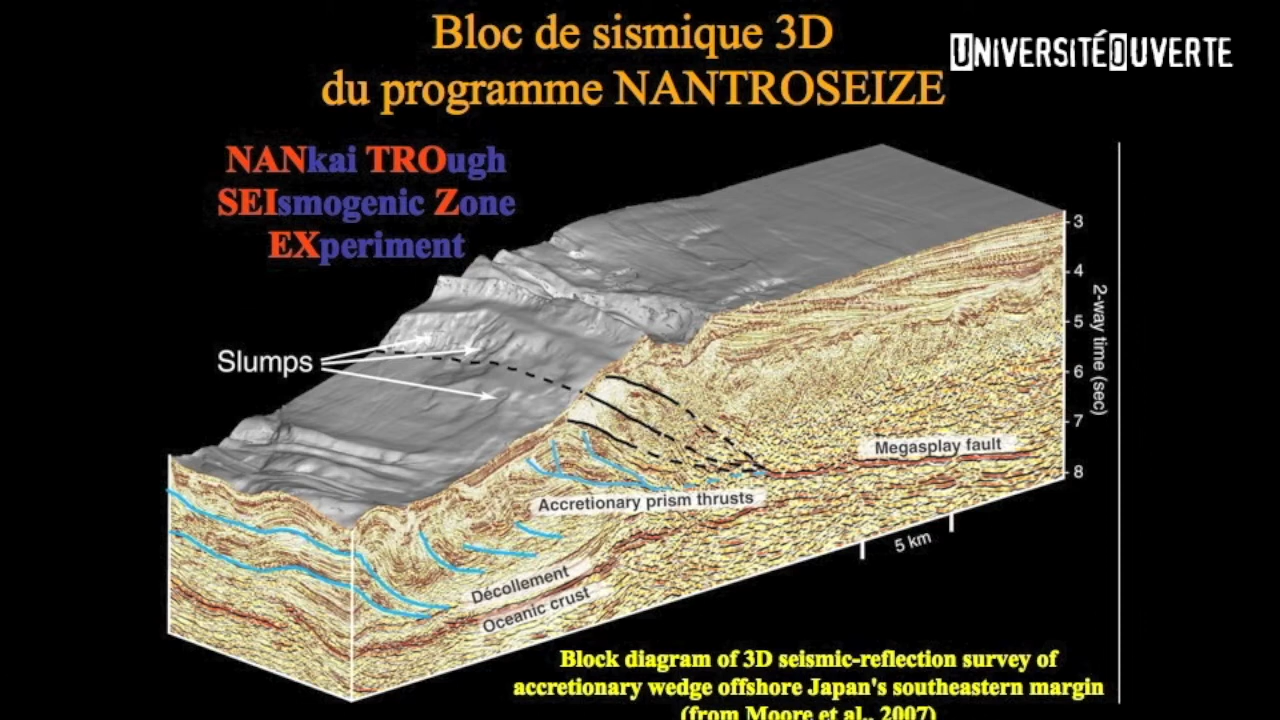 Bloc de sismique 3D
du programme NANTROSEIZE
UNIVERSITÉOUVERTE
NANkai TROugh
SEIsmogenic Zone
EXperiment
3
4
5
6
7
8
2-way time (sec)
Slumps
Megasplay fault
Accretionary prism thrusts
5 km
Décollement
Oceanic crust
Block diagram of 3D seismic-reflection survey of
accretionary wedge offshore Japan's southeastern margin
(from Moore et al., 2007)